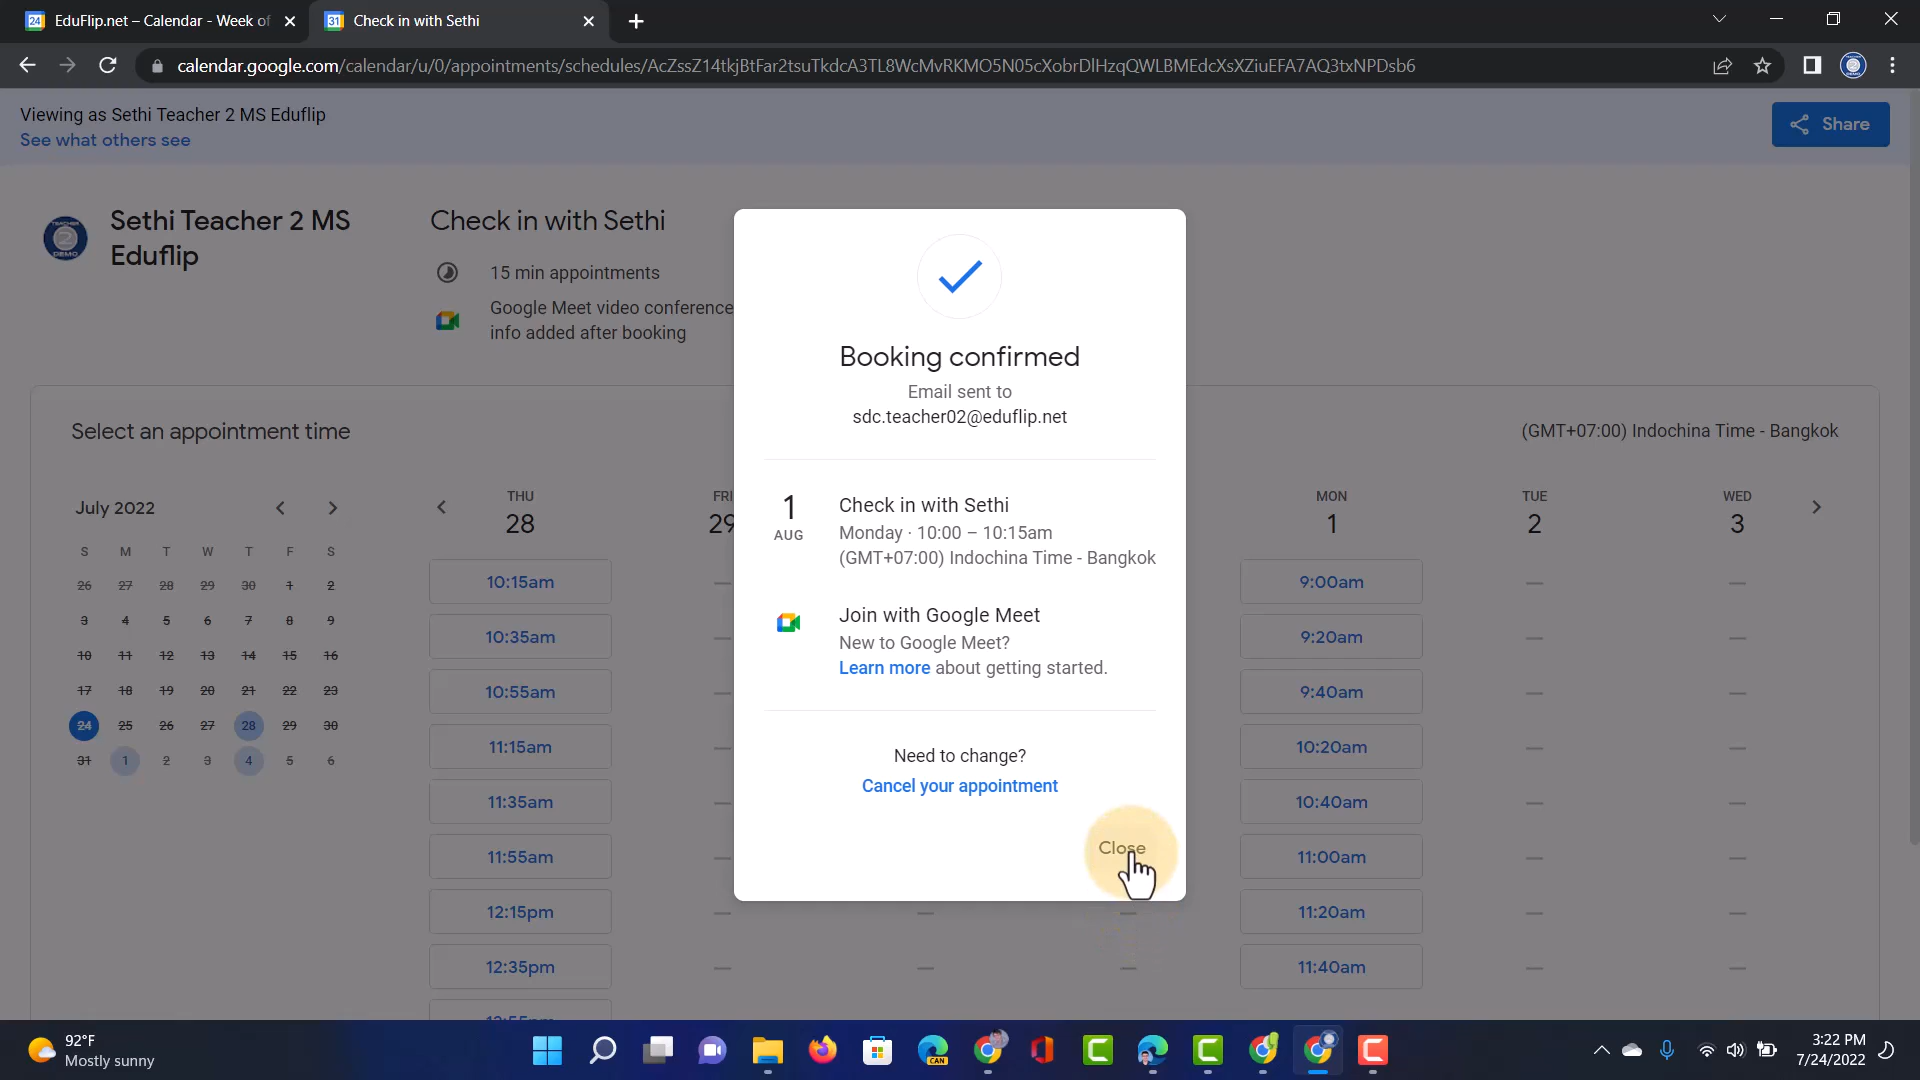 EduFlip.net – Calendar - Week of
Check in with Sethi
calendar.google.com/calendar/u/0/appointments/schedules/AcZssZ14tkjBtFar2tsuTkdcA3TL8WcMvRKMO5N05cXobrDlHzqQWLBMEdcXsXZiuEFA7AQ3txNPDsb6
Viewing as Sethi Teacher 2 MS Eduflip
See what others see
Share
Sethi Teacher 2 MS
Eduflip
Check in with Sethi
15 min appointments
Google Meet video conference
info added after booking
Select an appointment time
(GMT+07:00) Indochina Time - Bangkok
July 2022
S M T W T F S
26 27 28 29 30 1 2
3 4 5 6 7 8 9
10 11 12 13 14 15 16
17 18 19 20 21 22 23
24 25 26 27 28 29 30
31 1 2 3 4 5 6
THU
28
10:15am
10:35am
10:55am
11:15am
11:35am
11:55am
12:15pm
12:35pm
FRI
29
Booking confirmed
Email sent to
sdc.teacher02@eduflip.net
1
AUG
Check in with Sethi
Monday · 10:00 – 10:15am
(GMT+07:00) Indochina Time - Bangkok
Join with Google Meet
New to Google Meet?
Learn more about getting started.
Need to change?
Cancel your appointment
Close
MON
1
9:00am
9:20am
9:40am
10:20am
10:40am
11:00am
11:20am
11:40am
TUE
2
WED
3
92°F
Mostly sunny
CAN
3:22 PM
7/24/2022